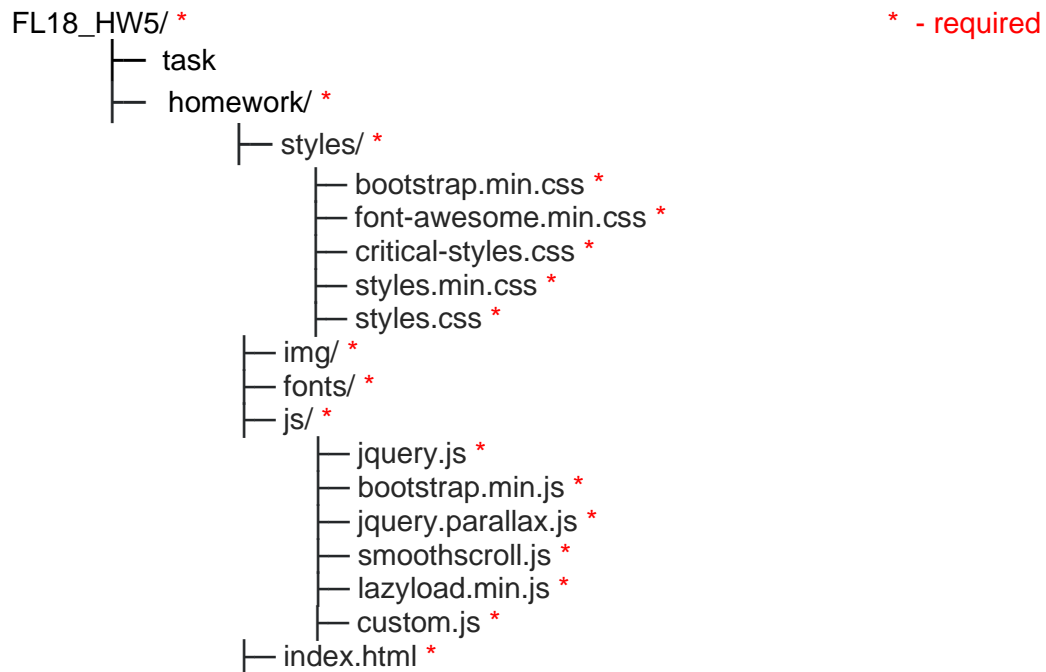 FL18_HW5/ * * - required
task
homework/ *
styles/ *
bootstrap.min.css *
font-awesome.min.css *
critical-styles.css *
styles.min.css *
styles.css *
img/ *
fonts/ *
js/ *
jquery.js *
bootstrap.min.js *
jquery.parallax.js *
smoothscroll.js *
lazyload.min.js *
custom.js *
index.html *